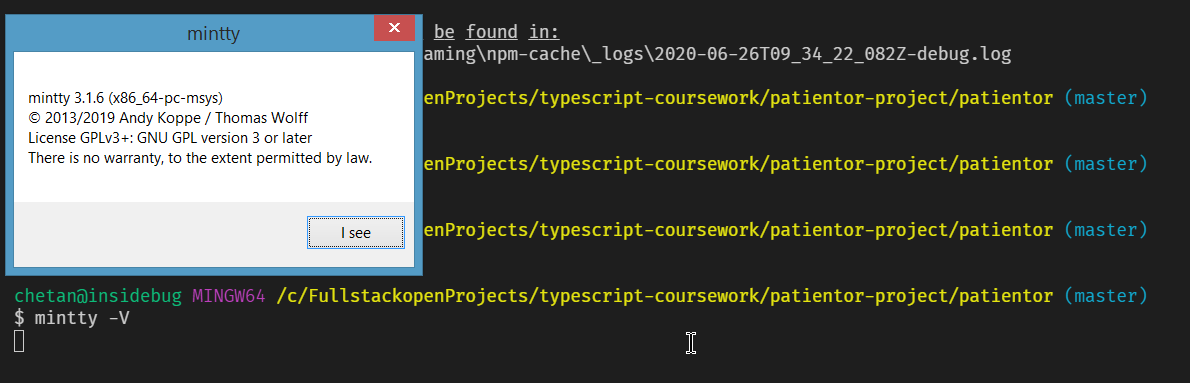 mintty
mintty 3.1.6 (x86_64-pc-msys)
© 2013/2019 Andy Koppe / Thomas Wolff
License GPLv3+: GNU GPL version 3 or later
There is no warranty, to the extent permitted by law.
I see
be found in:
aming\npm-cache\_logs\2020-06-26T09_34_22_082Z-debug.log
enProjects/typescript-coursework/patientor-project/patientor (master)
enProjects/typescript-coursework/patientor-project/patientor (master)
enProjects/typescript-coursework/patientor-project/patientor (master)
chetan@insidebug MINGW64 /c/FullstackopenProjects/typescript-coursework/patientor-project/patientor (master)
$ mintty -V